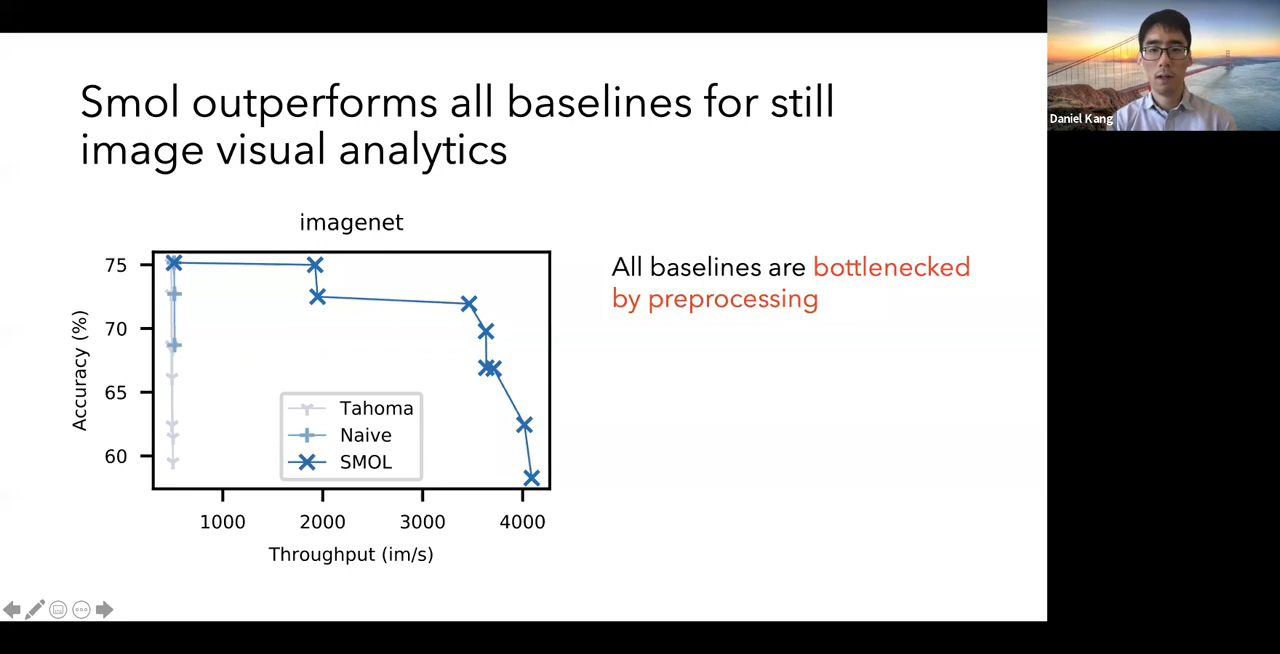 Smol outperforms all baselines for still
image visual analytics
imagenet
75
70
65
60
Accuracy (%)
Tahoma
Naive
SMOL
1000 2000 3000 4000
Throughput (im/s)
All baselines are bottlenecked
by preprocessing
Daniel Kang